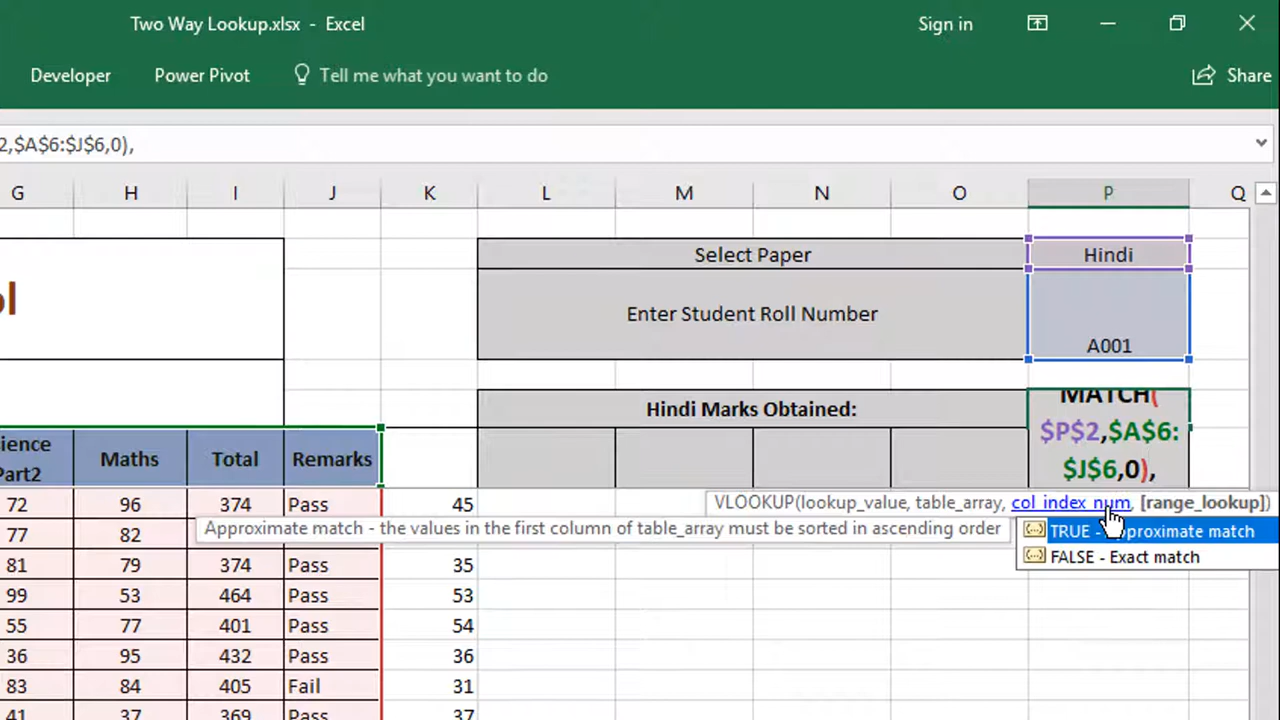 Two Way Lookup.xlsx - Excel
Sign in
Developer
Power Pivot
Tell me what you want to do
Share
2,$A$6:$J$6,0),
G H I J K L M N O P Q
Select Paper
Hindi
ol
Enter Student Roll Number
A001
Hindi Marks Obtained:
MATCH(
$P$2,$A$6:
$J$6,0),
ience
Part2
Maths
Total
Remarks
72 96 374 Pass 45
VLOOKUP(lookup_value, table_array, col_index_num, [range_lookup])
77 82
Approximate match - the values in the first column of table_array must be sorted in ascending order
TRUE - Approximate match
FALSE - Exact match
81 79 374 Pass 35
99 53 464 Pass 53
55 77 401 Pass 54
36 95 432 Pass 36
83 84 405 Fail 31
41 37 369 Pass 37